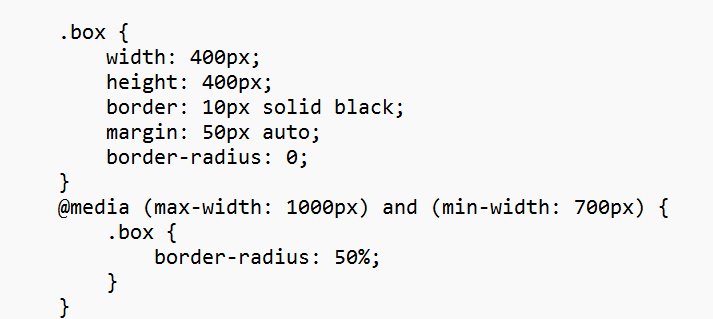 .box {
    width: 400px;
    height: 400px;
    border: 10px solid black;
    margin: 50px auto;
    border-radius: 0;
}
@media (max-width: 1000px) and (min-width: 700px) {
    .box {
        border-radius: 50%;
    }
}